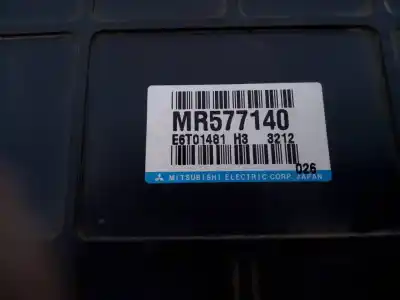 MR577140
E6T01481 H3 3212
026
MITSUBISHI ELECTRIC CORP. JAPAN